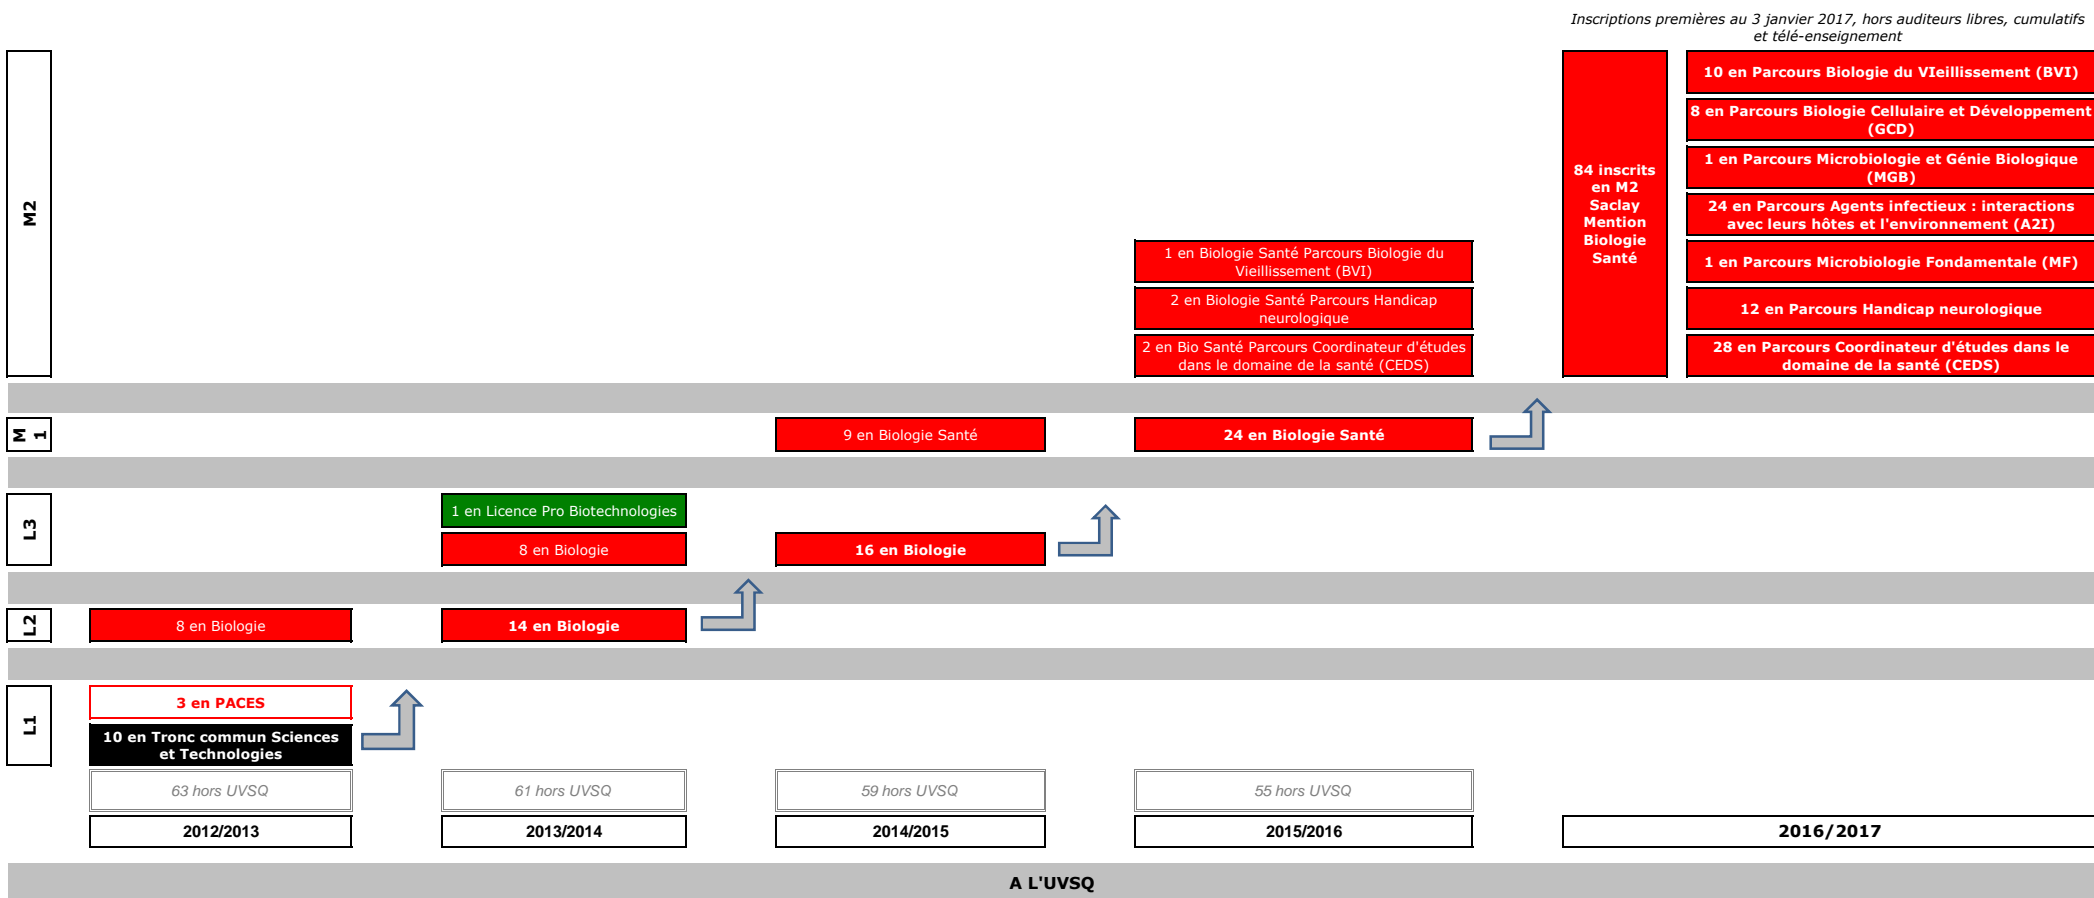 Inscriptions premières au 3 janvier 2017, hors auditeurs libres, cumulatifs
et télé-enseignement
M2
84 inscrits
en M2
Saclay
Mention
Biologie
Santé
10 en Parcours Biologie du VIeillissement (BVI)
8 en Parcours Biologie Cellulaire et Développement
(GCD)
1 en Parcours Microbiologie et Génie Biologique
(MGB)
24 en Parcours Agents infectieux : interactions
avec leurs hôtes et l'environnement (A2I)
1 en Parcours Microbiologie Fondamentale (MF)
12 en Parcours Handicap neurologique
28 en Parcours Coordinateur d'études dans le
domaine de la santé (CEDS)
1 en Biologie Santé Parcours Biologie du
Vieillissement (BVI)
2 en Biologie Santé Parcours Handicap
neurologique
2 en Bio Santé Parcours Coordinateur d'études
dans le domaine de la santé (CEDS)
M
1
9 en Biologie Santé
24 en Biologie Santé
L3
1 en Licence Pro Biotechnologies
8 en Biologie
16 en Biologie
L2
8 en Biologie
14 en Biologie
L1
3 en PACES
10 en Tronc commun Sciences
et Technologies
63 hors UVSQ
61 hors UVSQ
59 hors UVSQ
55 hors UVSQ
2012/2013
2013/2014
2014/2015
2015/2016
2016/2017
A L'UVSQ